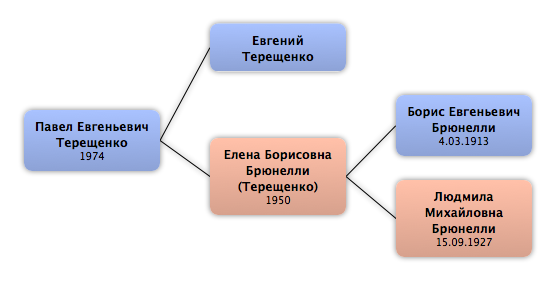 Евгений
Терещенко
Павел Евгеньевич
Терещенко
1974
Елена Борисовна
Брюнелли
(Терещенко)
1950
Борис Евгеньевич
Брюнелли
4.03.1913
Людмила
Михайловна
Брюнелли
15.09.1927